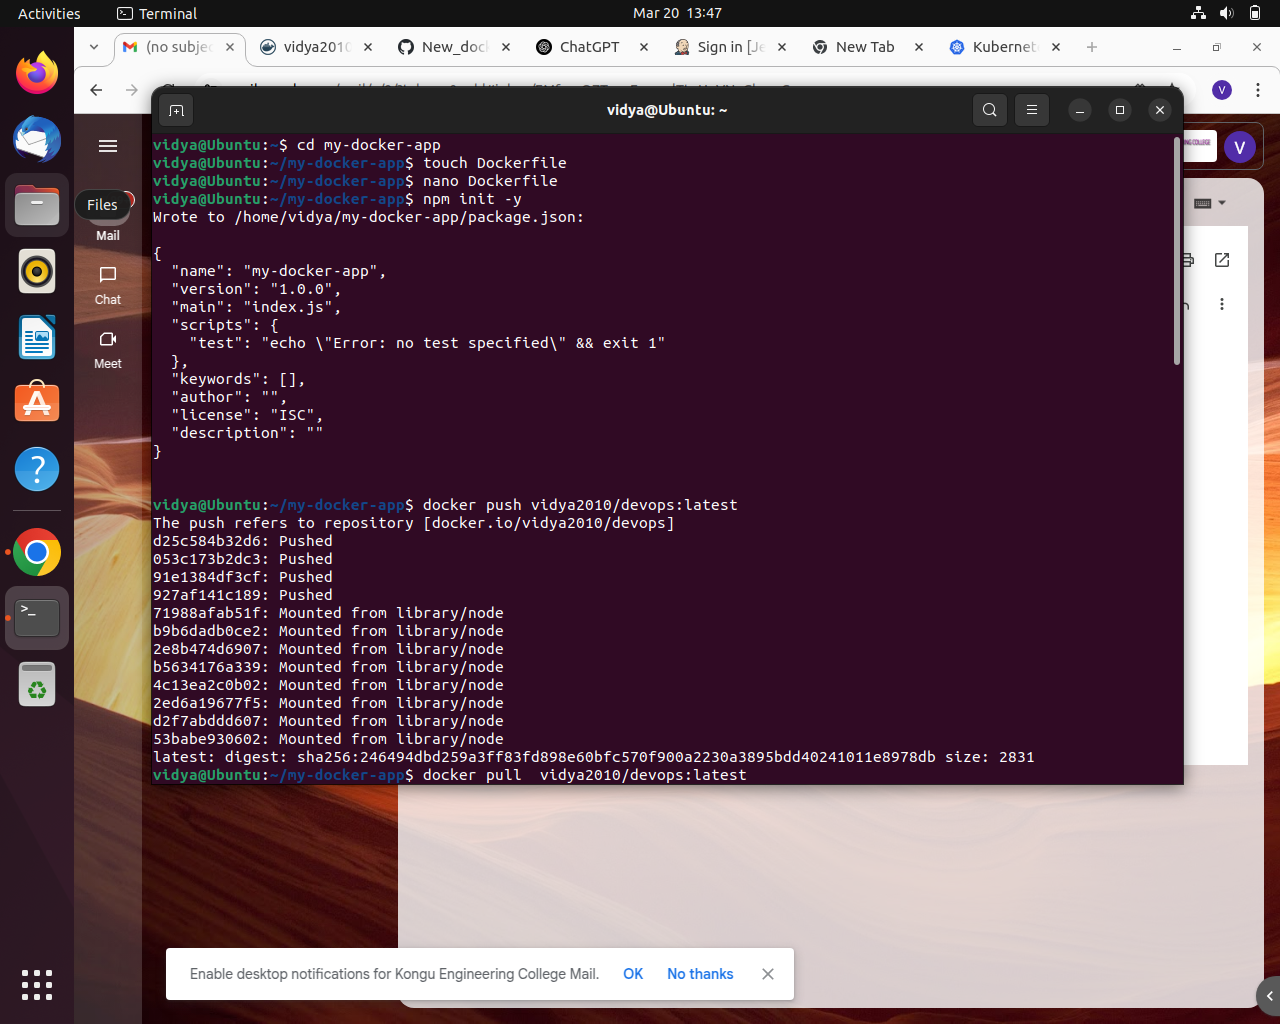 Activities
Terminal
Mar 20 13:47
(no subje
vidya2010
New_doc
ChatGPT
Sign in [Je
New Tab
Kubernet
V
vidya@Ubuntu: ~
vidya@Ubuntu:~$ cd my-docker-app
vidya@Ubuntu:~/my-docker-app$ touch Dockerfile
vidya@Ubuntu:~/my-docker-app$ nano Dockerfile
vidya@Ubuntu:~/my-docker-app$ npm init -y
Wrote to /home/vidya/my-docker-app/package.json:
{
"name": "my-docker-app",
"version": "1.0.0",
"main": "index.js",
"scripts": {
"test": "echo \"Error: no test specified\" && exit 1"
},
"keywords": [],
"author": "",
"license": "ISC",
"description": ""
}
vidya@Ubuntu:~/my-docker-app$ docker push vidya2010/devops:latest
The push refers to repository [docker.io/vidya2010/devops]
d25c584b32d6: Pushed
053c173b2dc3: Pushed
91e1384df3cf: Pushed
927af141c189: Pushed
71988afab51f: Mounted from library/node
b9b6dadb0ce2: Mounted from library/node
2e8b474d6907: Mounted from library/node
b5634176a339: Mounted from library/node
4c13ea2c0b02: Mounted from library/node
2ed6a19677f5: Mounted from library/node
d2f7abddd607: Mounted from library/node
53babe930602: Mounted from library/node
latest: digest: sha256:246494dbd259a3ff83fd898e60bfc570f900a2230a3895bdd40241011e8978db size: 2831
vidya@Ubuntu:~/my-docker-app$ docker pull  vidya2010/devops:latest
Files
Mail
Chat
Meet
COLLEGE
V
Enable desktop notifications for Kongu Engineering College Mail.
OK
No thanks